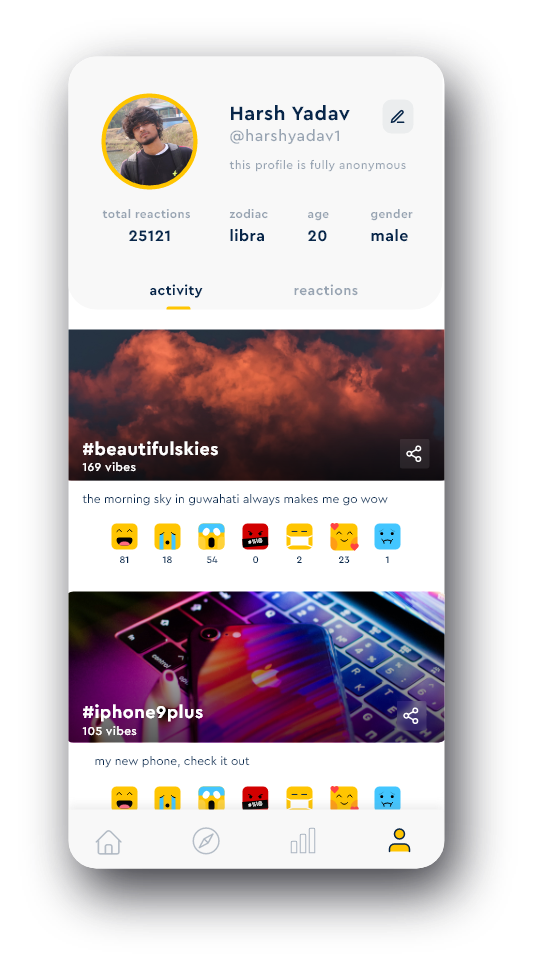 Harsh Yadav
@harshyadav1
this profile is fully anonymous
total reactions zodiac age gender
25121 libra 20 male
activity reactions
#beautifulskies
169 vibes
the morning sky in guwahati always makes me go wow
#!@
81 18 54 0 2 23 1
control
#iphone9plus
105 vibes
my new phone, check it out